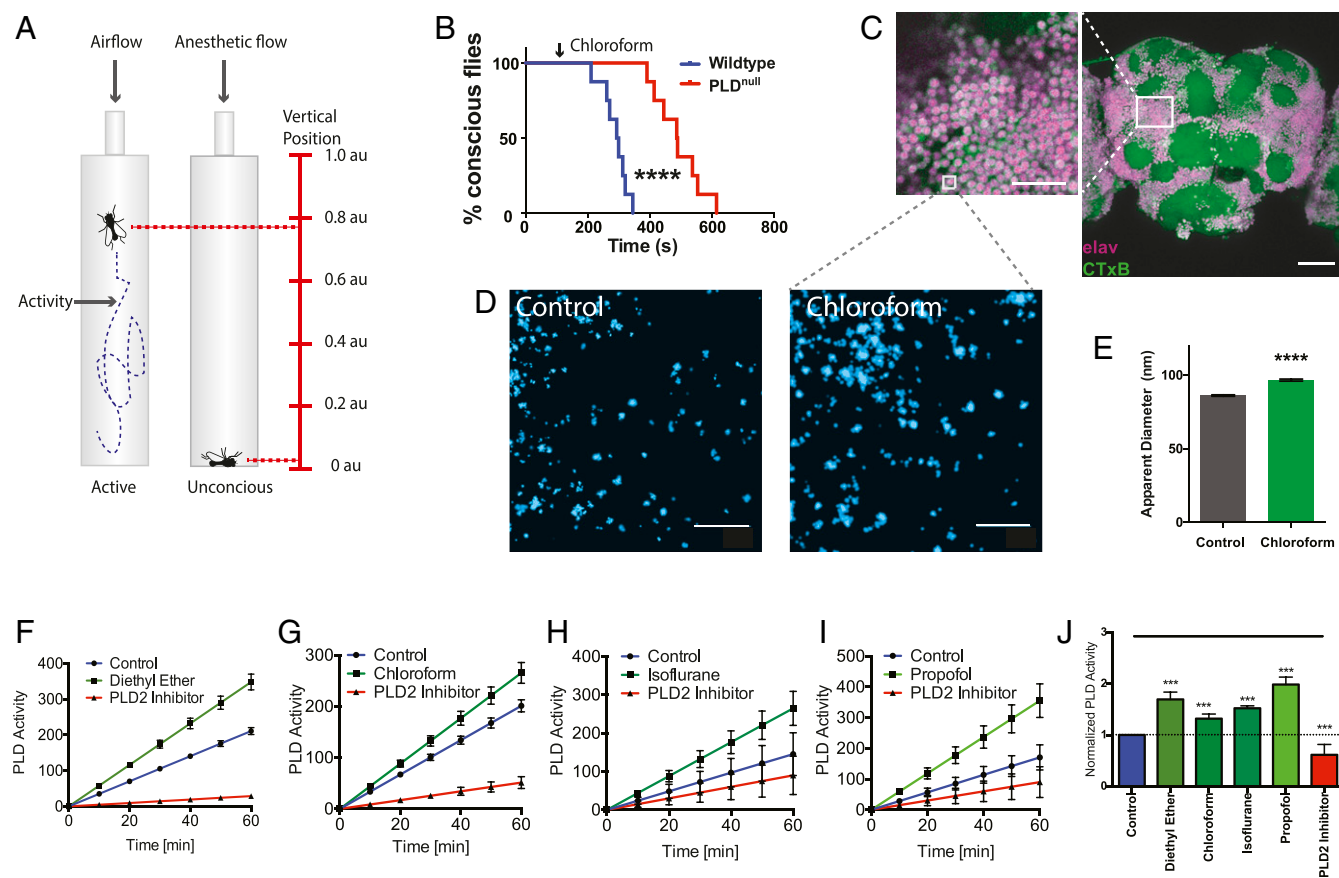 A
Airflow
Anesthetic flow
Vertical
Position
1.0 au
0.8 au
0.6 au
0.4 au
0.2 au
0 au
Activity
Active
Unconcious
B
Chloroform
Wildtype
PLDnull
% conscious flies
100
50
0
****
0
200
400
600
800
Time (s)
C
elav
CTxB
D
Control
Chloroform
E
****
Apparent Diameter (nm)
100
50
0
Control
Chloroform
F
Control
Diethyl Ether
PLD2 Inhibitor
PLD Activity
400
300
200
100
0
0
20
40
60
Time [min]
G
Control
Chloroform
PLD2 Inhibitor
PLD Activity
300
200
100
0
0
20
40
60
Time [min]
H
Control
Isoflurane
PLD2 Inhibitor
PLD Activity
400
300
200
100
0
0
20
40
60
Time [min]
I
Control
Propofol
PLD2 Inhibitor
PLD Activity
500
400
300
200
100
0
0
20
40
60
Time [min]
J
Normalized PLD Activity
3
2
1
0
***
***
***
***
***
Control
Diethyl Ether
Chloroform
Isoflurane
Propofol
PLD2 Inhibitor